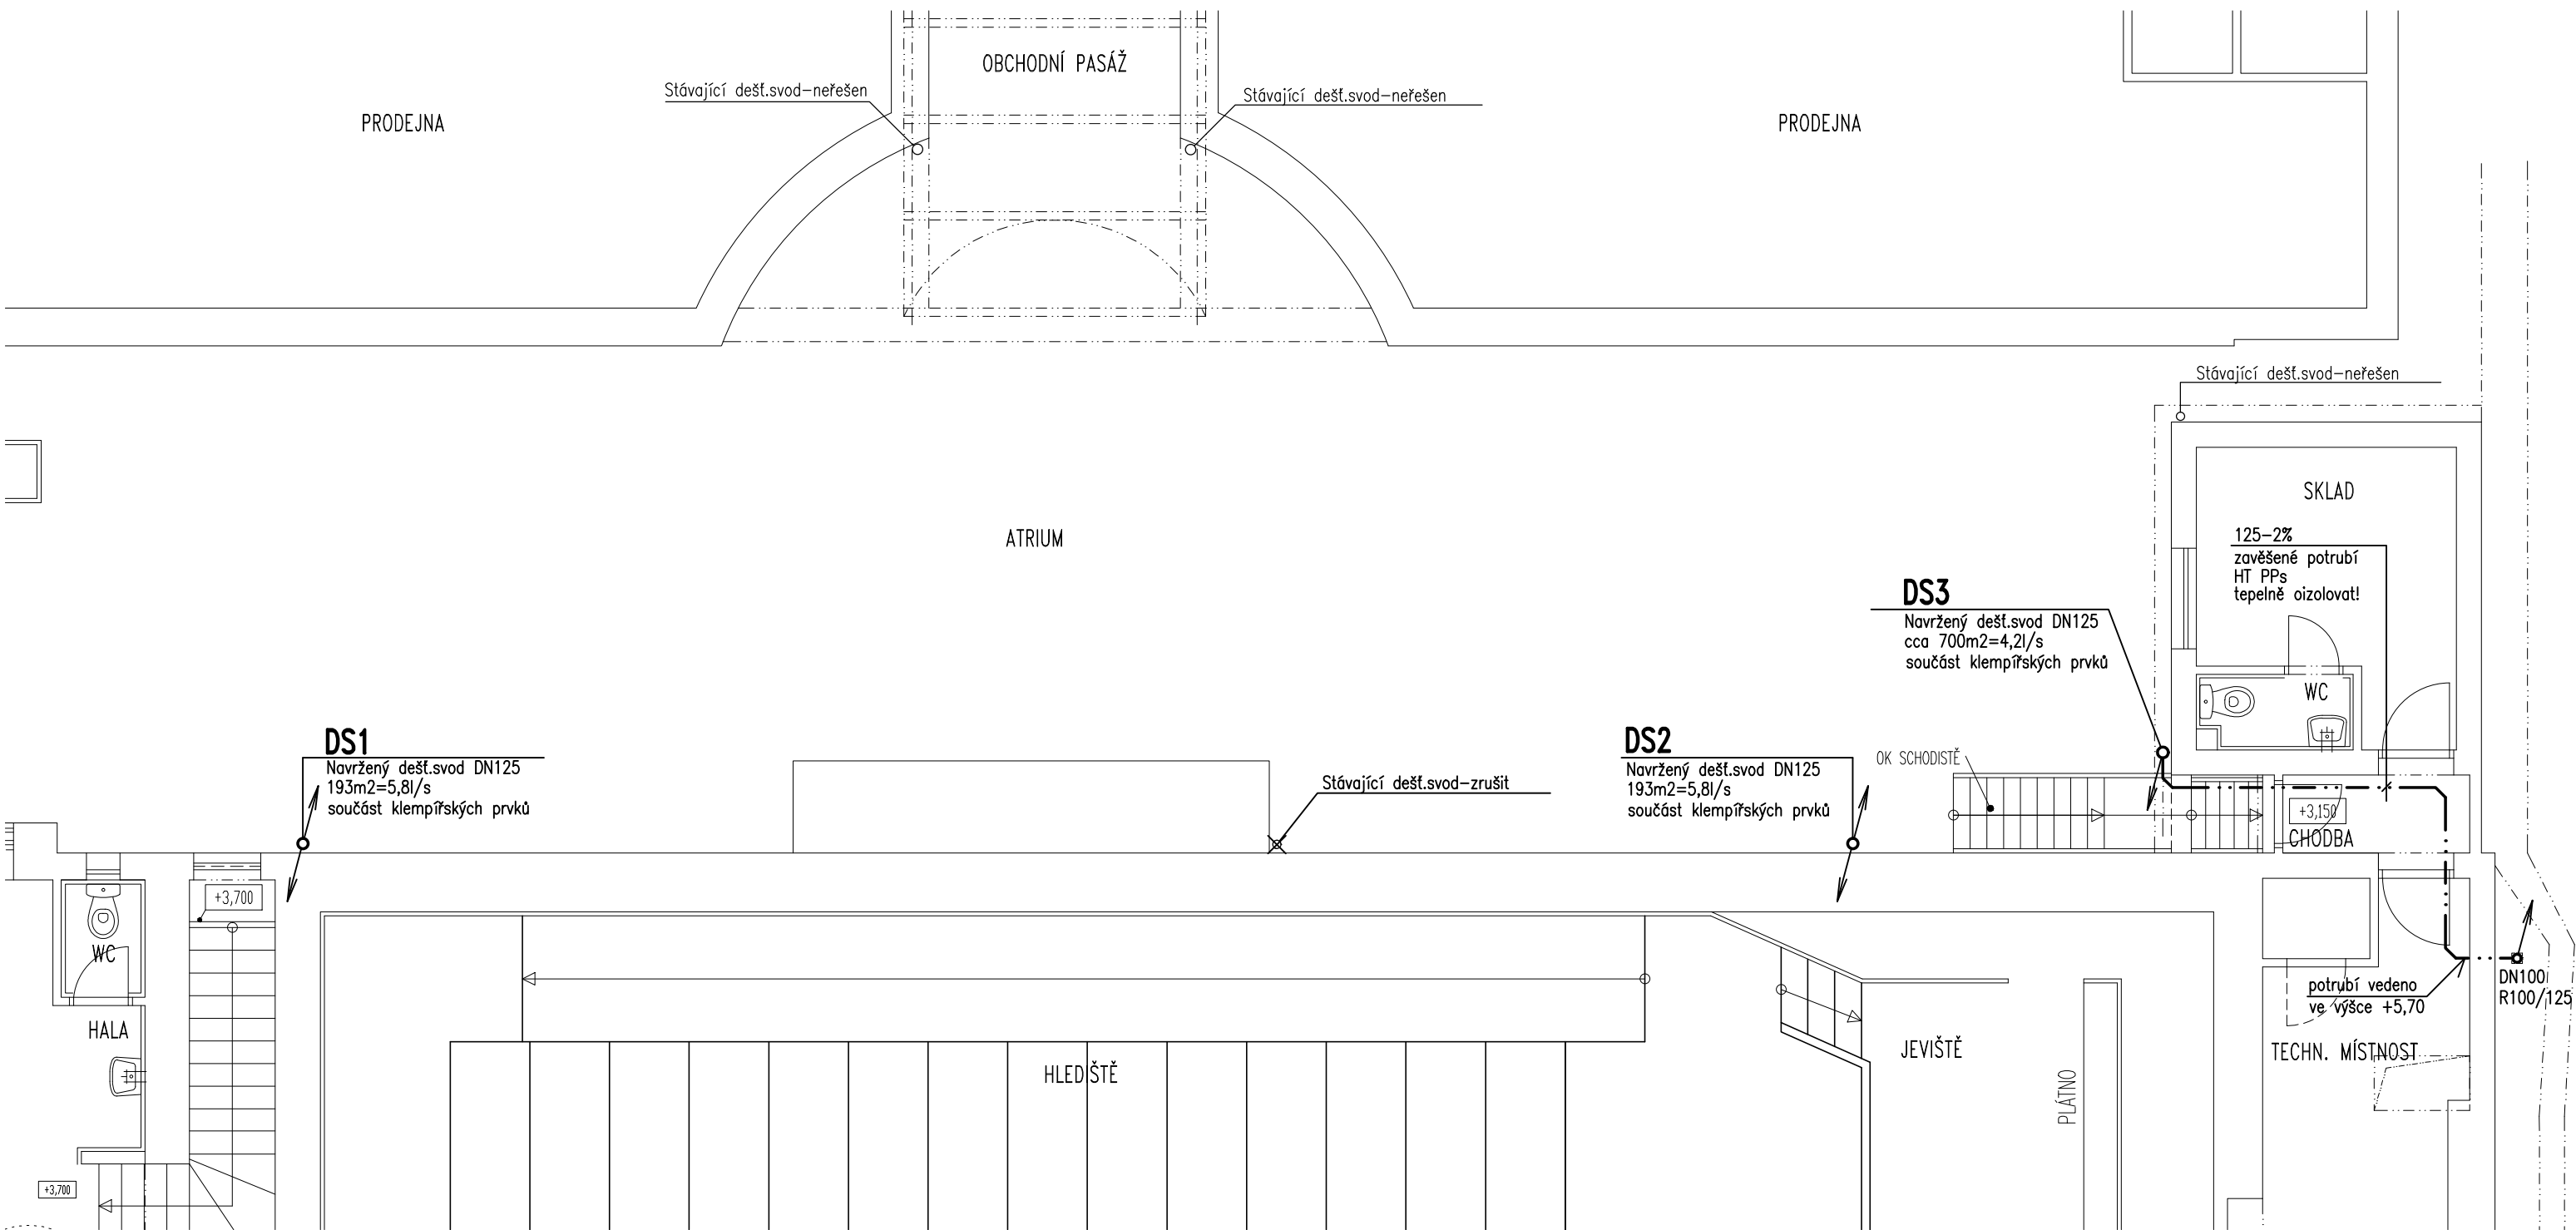 OBCHODNÍ PASÁŽ
Stávající dešť.svod-neřešen
Stávající dešť.svod-neřešen
PRODEJNA
PRODEJNA
Stávající dešť.svod-neřešen
SKLAD
ATRIUM
125-2%
zavěšené potrubí
HT PPs
tepelně oizolovat!
DS3
Navržený dešť.svod DN125
cca 700m2=4,2l/s
součást klempířských prvků
WC
DS1
Navržený dešť.svod DN125
193m2=5,8l/s
součást klempířských prvků
Stávající dešť.svod-zrušit
DS2
Navržený dešť.svod DN125
193m2=5,8l/s
součást klempířských prvků
OK SCHODISTĚ
+3,150
CHODBA
+3,700
WC
HALA
potrubí vedeno
ve výšce +5,70
DN100
R100/125
TECHN. MÍSTNOST
JEVIŠTĚ
HLEDIŠTĚ
PLÁTNO
+3,700